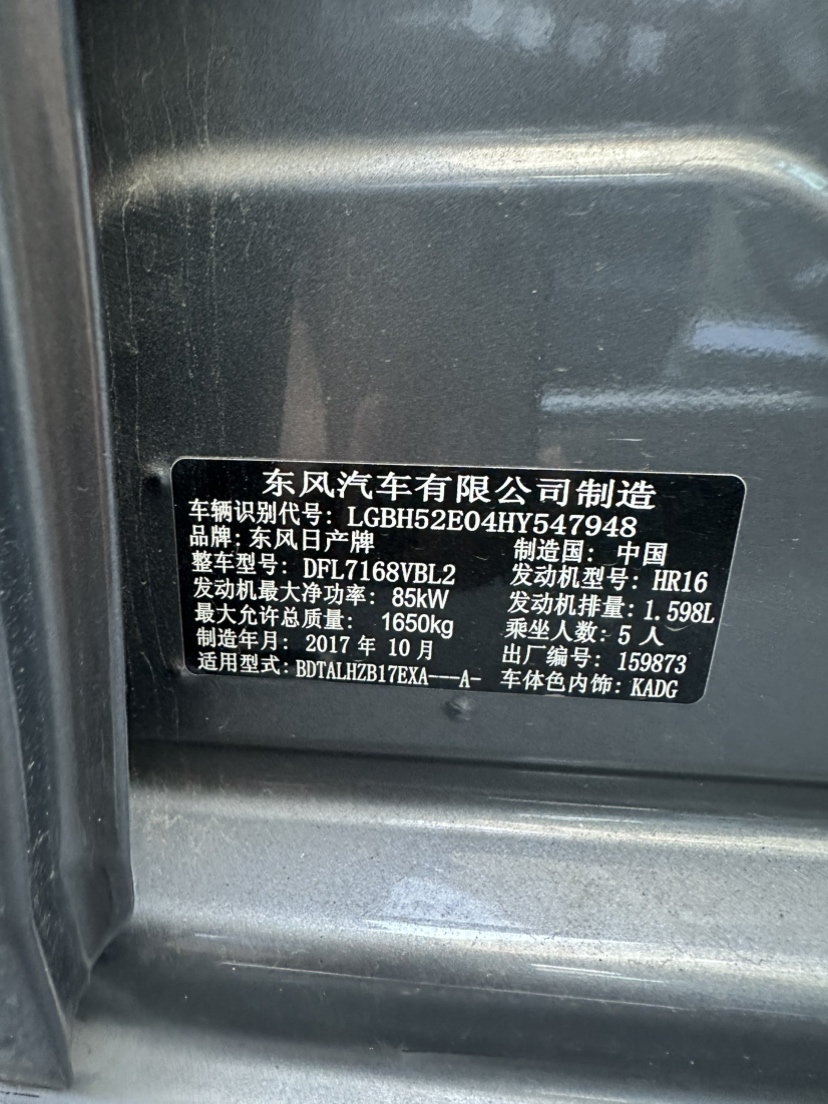 东风汽车有限公司制造
车辆识别代号: LGBH52E04HY547948
品牌: 东风日产牌 制造国: 中国
整车型号: DFL7168VBL2 发动机型号: HR16
发动机最大净功率: 85kW 发动机排量: 1.598L
最大允许总质量: 1650kg 乘坐人数: 5 人
制造年月: 2017 年 10 月 出厂编号: 159873
适用型式: BDTALHZB17EXA---A- 车体色内饰: KADG